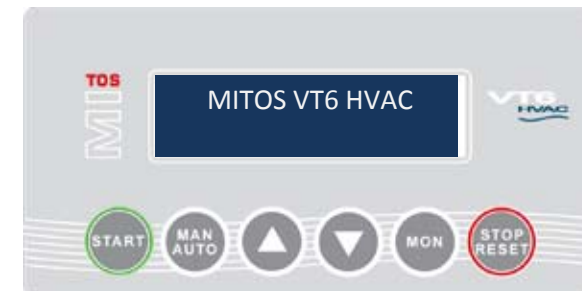 TOS
MI
MITOS VT6 HVAC
VT6
HVAC
START
MAN
AUTO
MON
STOP
RESET